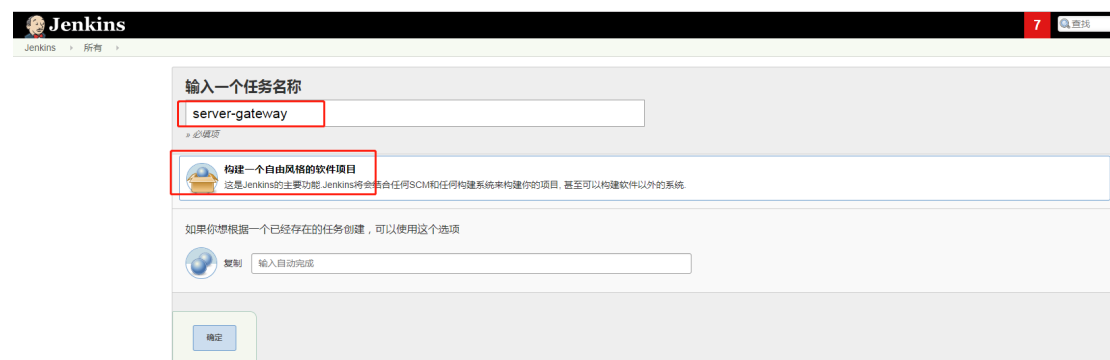 Jenkins
7
查找
Jenkins
所有
输入一个任务名称
server-gateway
» 必填项
构建一个自由风格的软件项目
这是Jenkins的主要功能.Jenkins将会结合任何SCM和任何构建系统来构建你的项目, 甚至可以构建软件以外的系统.
如果你想根据一个已经存在的任务创建，可以使用这个选项
复制
输入自动完成
确定